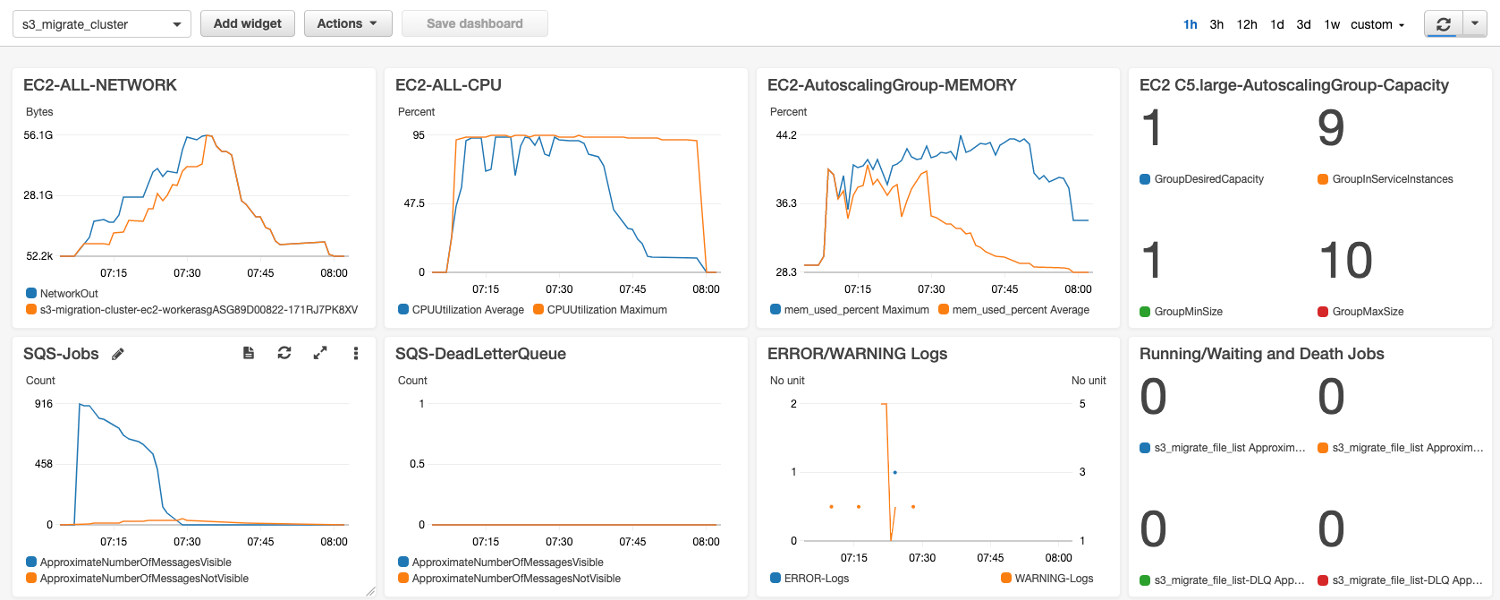 s3_migrate_cluster
Add widget
Actions
Save dashboard
1h 3h 12h 1d 3d 1w custom
EC2-ALL-NETWORK
Bytes
56.1G
28.1G
52.2k
07:15 07:30 07:45 08:00
NetworkOut
s3-migration-cluster-ec2-workerasgASG89D00822-171RJ7PK8XV
EC2-ALL-CPU
Percent
95
47.5
0
07:15 07:30 07:45 08:00
CPUUtilization Average CPUUtilization Maximum
EC2-AutoscalingGroup-MEMORY
Percent
44.2
36.3
28.3
07:15 07:30 07:45 08:00
mem_used_percent Maximum mem_used_percent Average
EC2 C5.large-AutoscalingGroup-Capacity
1 9
GroupDesiredCapacity GroupInServiceInstances
1 10
GroupMinSize GroupMaxSize
SQS-Jobs
Count
916
458
0
07:15 07:30 07:45 08:00
ApproximateNumberOfMessagesVisible
ApproximateNumberOfMessagesNotVisible
SQS-DeadLetterQueue
Count
1
0.5
0
07:15 07:30 07:45 08:00
ApproximateNumberOfMessagesVisible
ApproximateNumberOfMessagesNotVisible
ERROR/WARNING Logs
No unit No unit
2 5
1 3
0 1
07:15 07:30 07:45 08:00
ERROR-Logs WARNING-Logs
Running/Waiting and Death Jobs
0 0
s3_migrate_file_list Approxim... s3_migrate_file_list Approxim...
0 0
s3_migrate_file_list-DLQ App... s3_migrate_file_list-DLQ App...